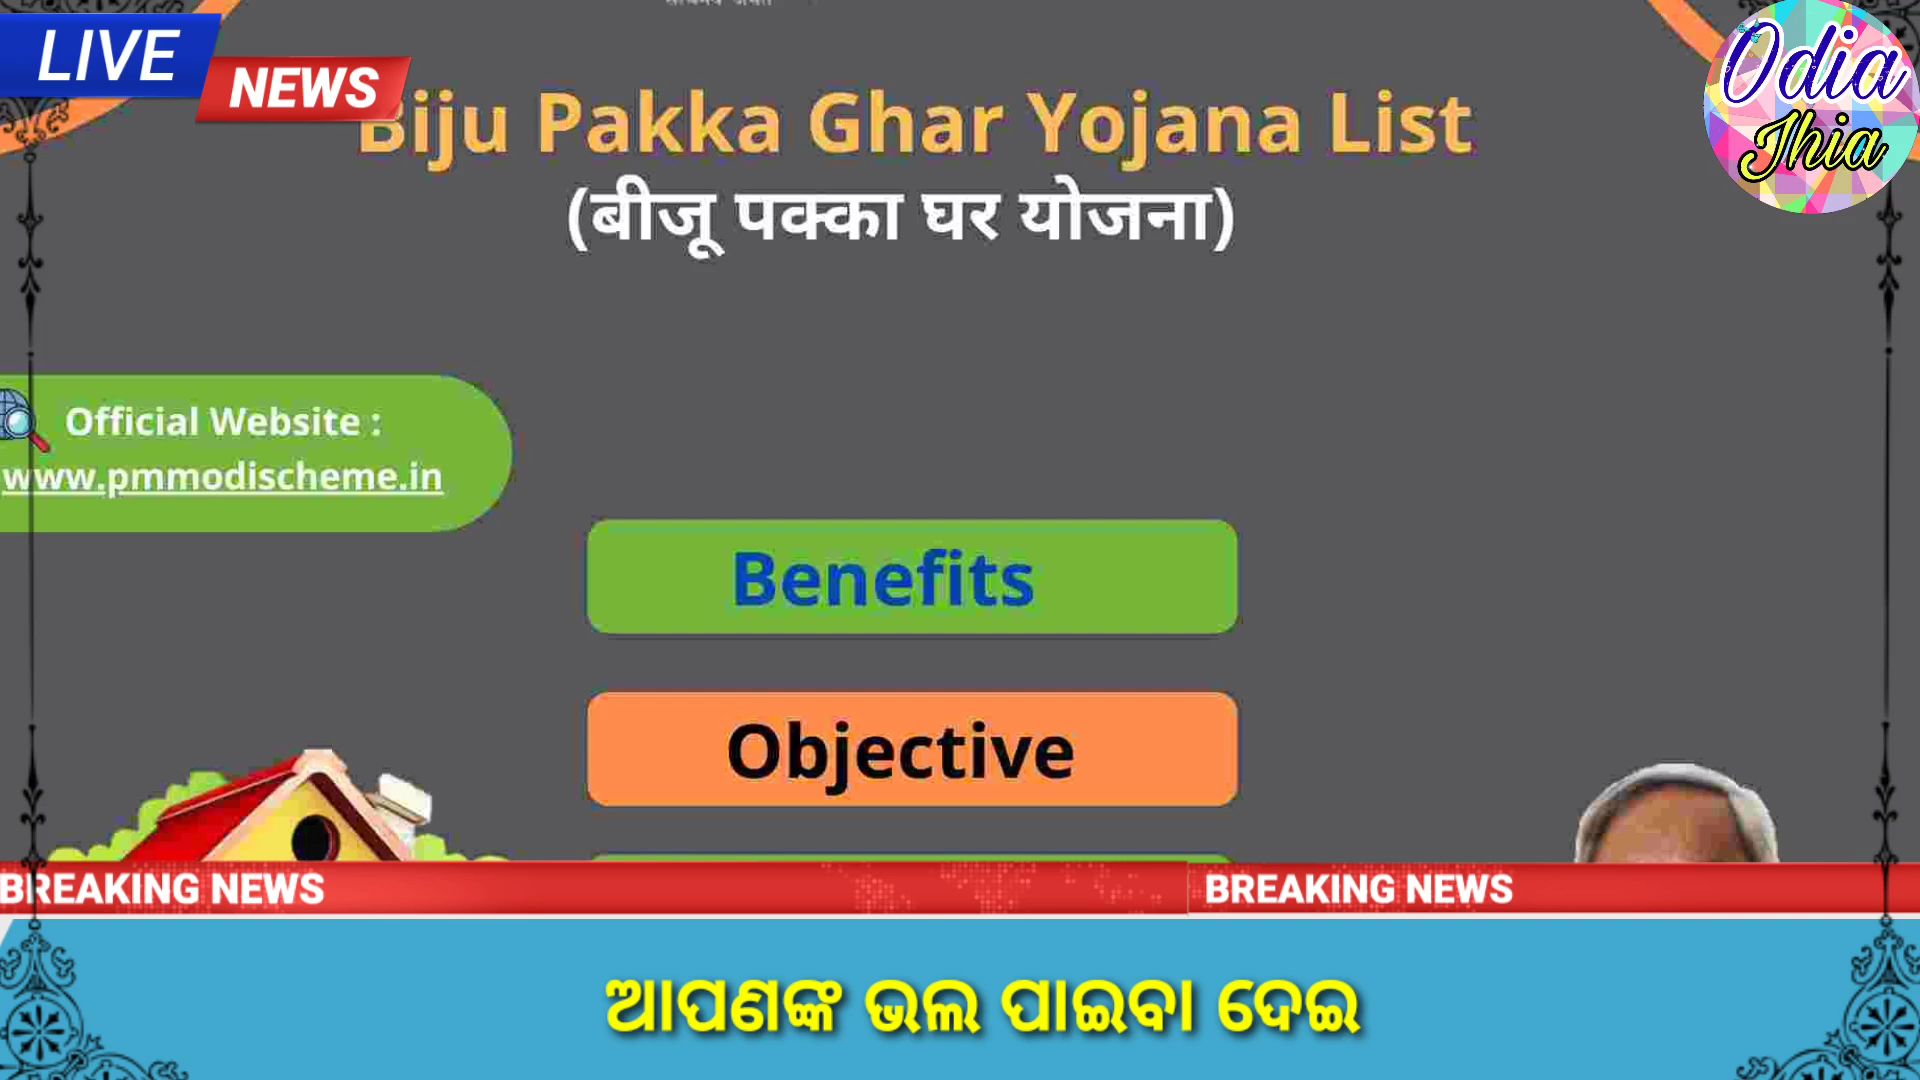 LIVE
NEWS
Biju Pakka Ghar Yojana List
(बीजू पक्का घर योजना)
Odia
Jhia
Official Website :
www.pmmodischeme.in
Benefits
Objective
BREAKING NEWS
BREAKING NEWS
ଆପଣଙ୍କ ଭଲ ପାଇବା ଦେଇ